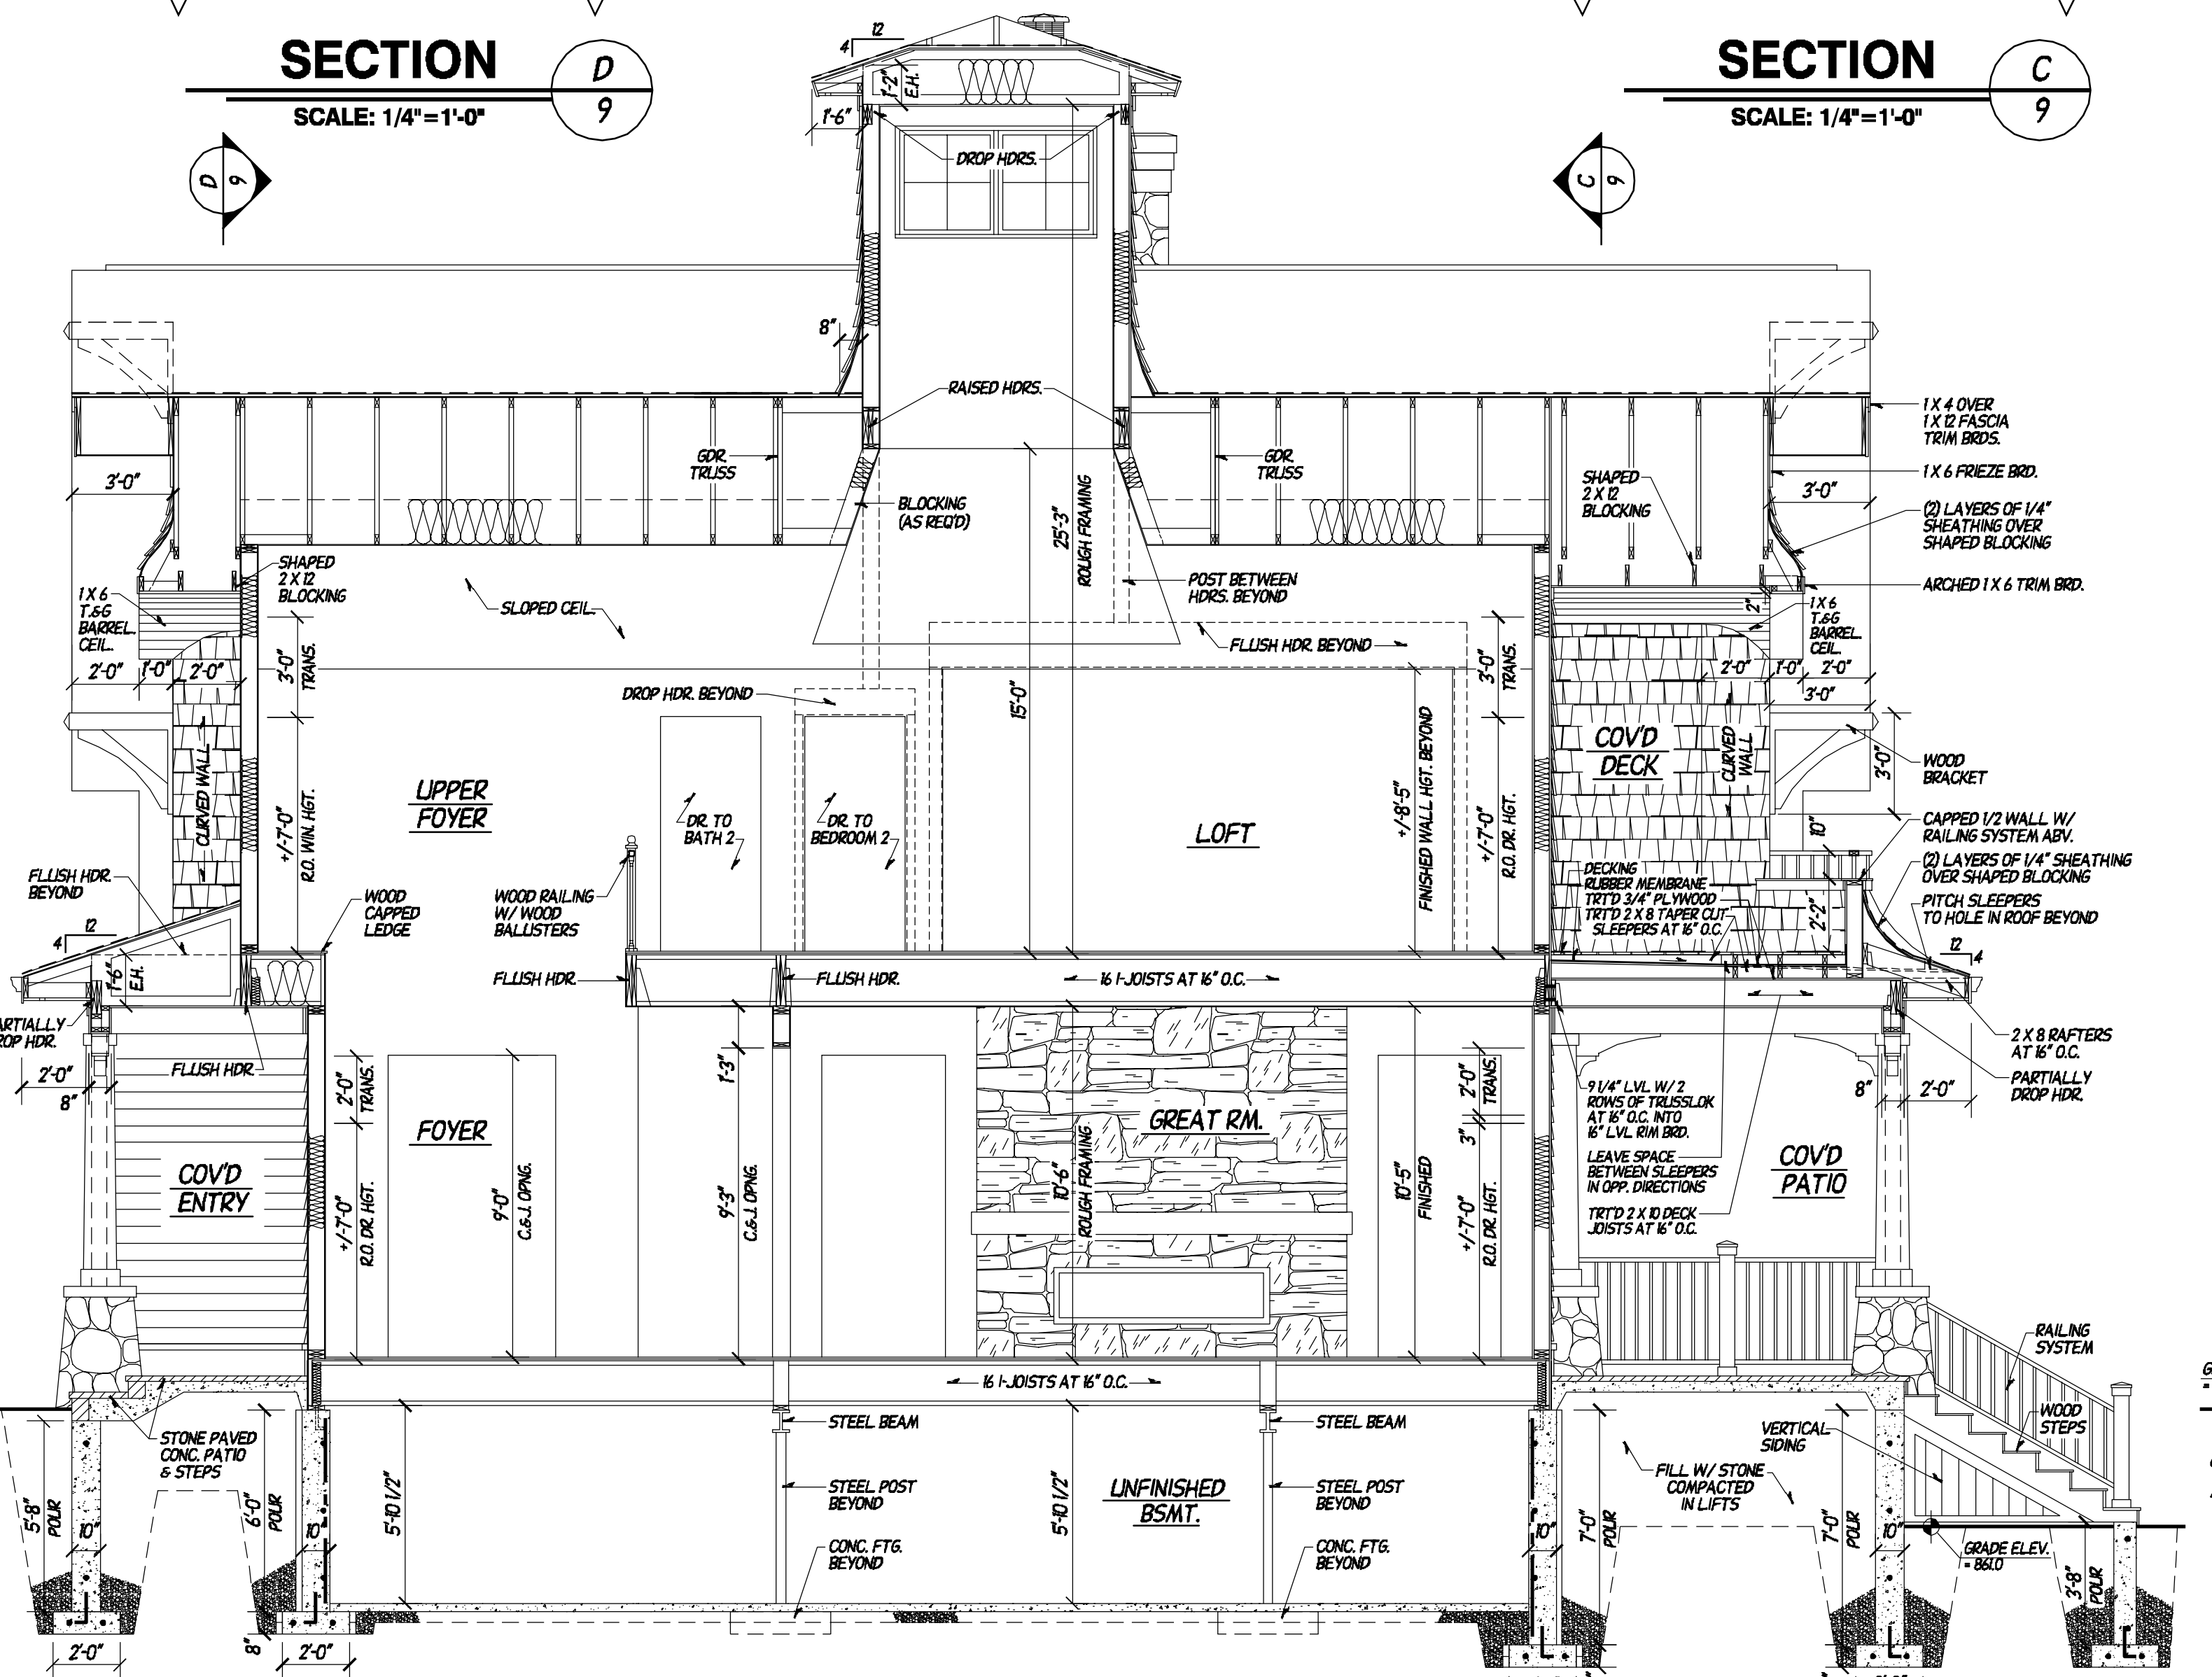 SECTION
D
9
SCALE: 1/4"=1'-0"
SECTION
C
9
SCALE: 1/4"=1'-0"
D
9
C
9
12
4
1'-2"
E.H.
1'-6"
DROP HDRS.
8"
RAISED HDRS.
GDR.
TRUSS
GDR.
TRUSS
BLOCKING
(AS REQ'D)
25'-3"
ROUGH FRAMING
SHAPED
2 X 12
BLOCKING
1 X 4 OVER
1 X 12 FASCIA
TRIM BRDS.
1 X 6 FRIEZE BRD.
3'-0"
3'-0"
(2) LAYERS OF 1/4"
SHEATHING OVER
SHAPED BLOCKING
ARCHED 1 X 6 TRIM BRD.
SHAPED
2 X 12
BLOCKING
1 X 6
T.&G
BARREL
CEIL.
SLOPED CEIL.
POST BETWEEN
HDRS. BEYOND
FLUSH HDR. BEYOND
2"
1 X 6
T.&G
BARREL
CEIL.
2'-0"
1'-0"
2'-0"
3'-0"
TRANS.
DROP HDR. BEYOND
15'-0"
3'-0"
TRANS.
2'-0"
1'-0"
2'-0"
3'-0"
CURVED WALL
+/-7'-0"
R.O. WIN. HGT.
UPPER
FOYER
DR. TO
BATH 2
DR. TO
BEDROOM 2
LOFT
+/-8'-5"
FINISHED WALL HGT. BEYOND
+/-7'-0"
R.O. DR. HGT.
COV'D
DECK
CURVED
WALL
3'-0"
WOOD
BRACKET
10"
CAPPED 1/2 WALL W/
RAILING SYSTEM ABV.
(2) LAYERS OF 1/4" SHEATHING
OVER SHAPED BLOCKING
PITCH SLEEPERS
TO HOLE IN ROOF BEYOND
2'-2"
DECKING
RUBBER MEMBRANE
TRT'D 3/4" PLYWOOD
TRT'D 2 X 8 TAPER CUT
SLEEPERS AT 16" O.C.
FLUSH HDR.
BEYOND
WOOD
CAPPED
LEDGE
WOOD RAILING
W/ WOOD
BALUSTERS
12
4
1'-6"
E.H.
12
4
FLUSH HDR.
FLUSH HDR.
16 I-JOISTS AT 16" O.C.
PARTIALLY
DROP HDR.
2'-0"
8"
FLUSH HDR.
2'-0"
TRANS.
1'-3"
2'-0"
TRANS.
3"
9 1/4" LVL W/ 2
ROWS OF TRUSSLOK
AT 16" O.C. INTO
16" LVL RIM BRD.
LEAVE SPACE
BETWEEN SLEEPERS
IN OPP. DIRECTIONS
TRT'D 2 X 10 DECK
JOISTS AT 16" O.C.
8"
2'-0"
2 X 8 RAFTERS
AT 16" O.C.
PARTIALLY
DROP HDR.
COV'D
ENTRY
+/-7'-0"
R.O. DR. HGT.
FOYER
9'-0"
C.&J. OPNG.
9'-3"
C.&J. OPNG.
GREAT RM.
10'-6"
ROUGH FRAMING
10'-5"
FINISHED
+/-7'-0"
R.O. DR. HGT.
COV'D
PATIO
RAILING
SYSTEM
16 I-JOISTS AT 16" O.C.
STONE PAVED
CONC. PATIO
& STEPS
STEEL BEAM
STEEL BEAM
VERTICAL
SIDING
WOOD
STEPS
5'-8"
POUR
10"
6'-0"
POUR
10"
5'-10 1/2"
STEEL POST
BEYOND
5'-10 1/2"
UNFINISHED
BSMT.
STEEL POST
BEYOND
FILL W/ STONE
COMPACTED
IN LIFTS
CONC. FTG.
BEYOND
CONC. FTG.
BEYOND
10"
7'-0"
POUR
7'-0"
POUR
10"
GRADE ELEV.
= 861.0
3'-8"
POUR
2'-0"
8"
2'-0"